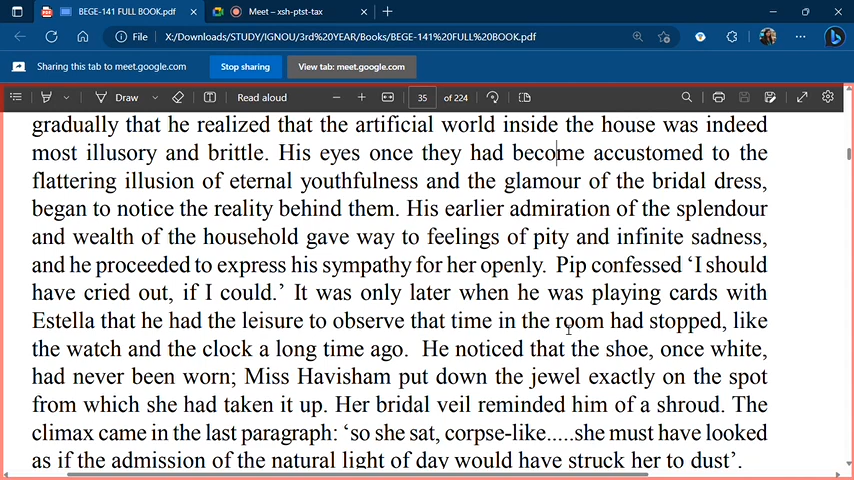 BEGE-141 FULL BOOK.pdf
Meet – xsh-ptst-tax
File
X:/Downloads/STUDY/IGNOU/3rd%20YEAR/Books/BEGE-141%20FULL%20BOOK.pdf
Sharing this tab to meet.google.com
Stop sharing
View tab: meet.google.com
Draw
Read aloud
35
of 224
gradually that he realized that the artificial world inside the house was indeed
most illusory and brittle. His eyes once they had become accustomed to the
flattering illusion of eternal youthfulness and the glamour of the bridal dress,
began to notice the reality behind them. His earlier admiration of the splendour
and wealth of the household gave way to feelings of pity and infinite sadness,
and he proceeded to express his sympathy for her openly. Pip confessed ‘I should
have cried out, if I could.’ It was only later when he was playing cards with
Estella that he had the leisure to observe that time in the room had stopped, like
the watch and the clock a long time ago. He noticed that the shoe, once white,
had never been worn; Miss Havisham put down the jewel exactly on the spot
from which she had taken it up. Her bridal veil reminded him of a shroud. The
climax came in the last paragraph: ‘so she sat, corpse-like.....she must have looked
as if the admission of the natural light of day would have struck her to dust’.